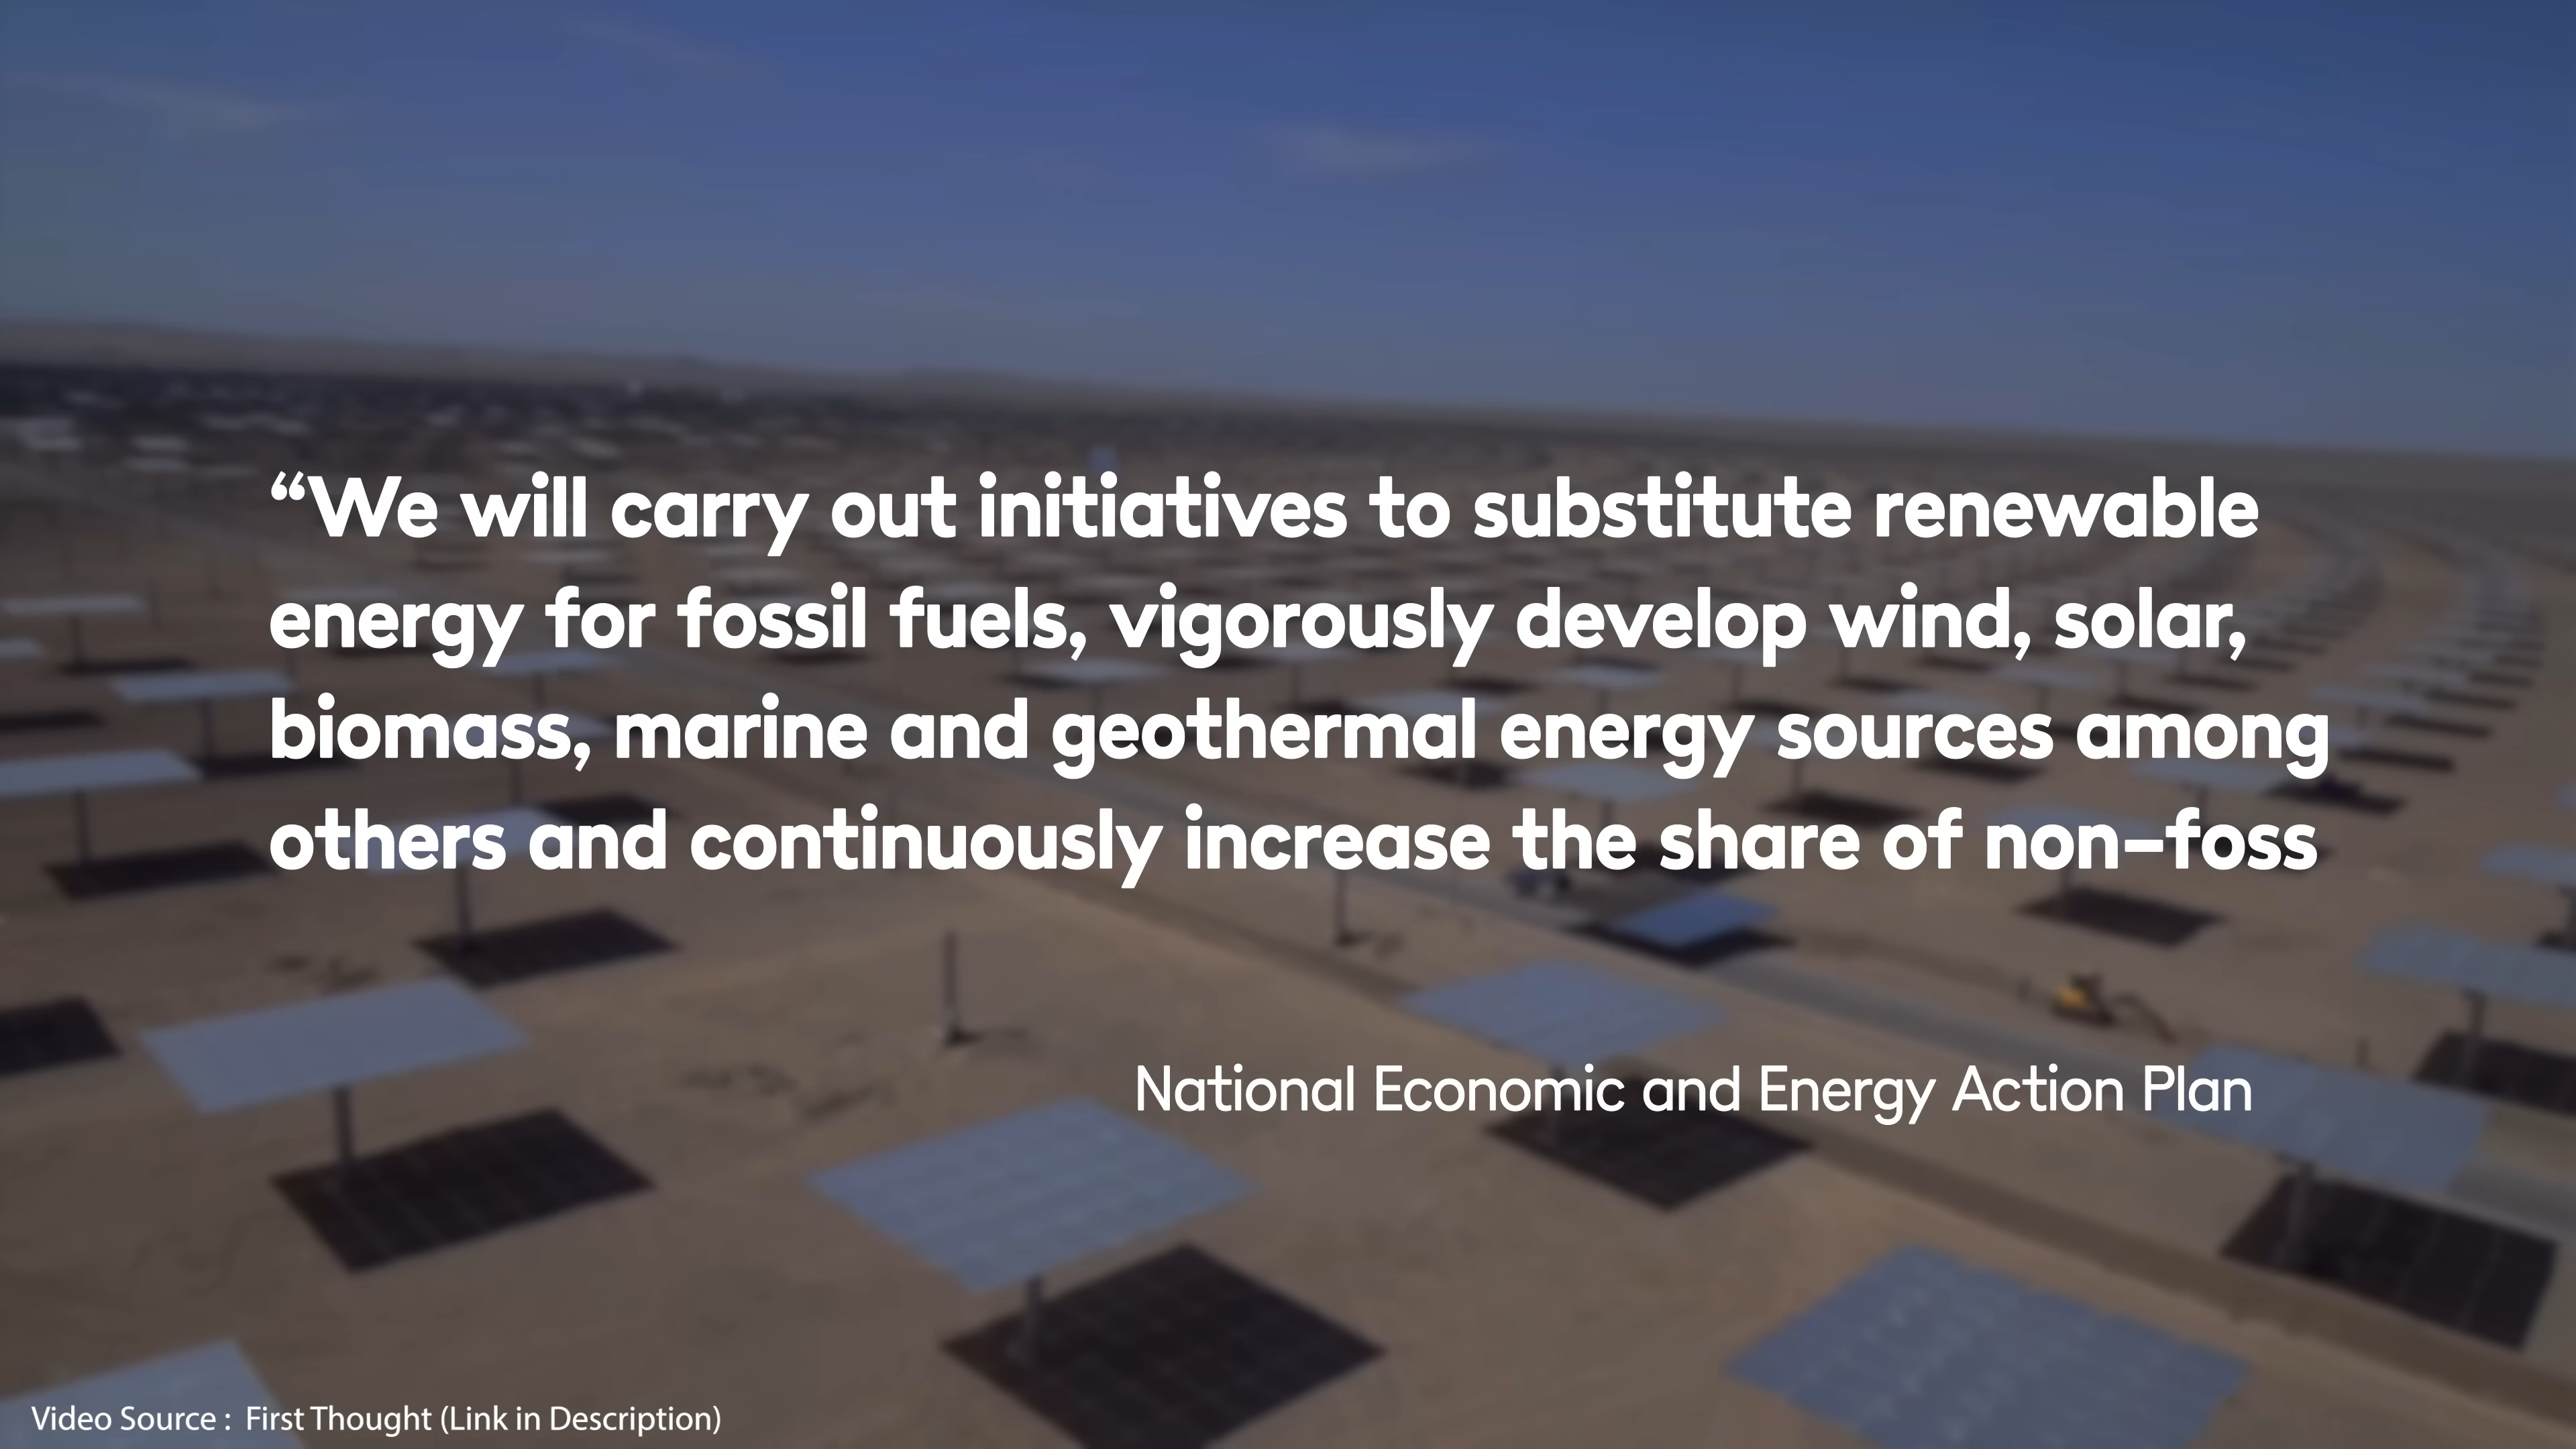 “We will carry out initiatives to substitute renewable
energy for fossil fuels, vigorously develop wind, solar,
biomass, marine and geothermal energy sources among
others and continuously increase the share of non–foss
National Economic and Energy Action Plan
Video Source : First Thought (Link in Description)